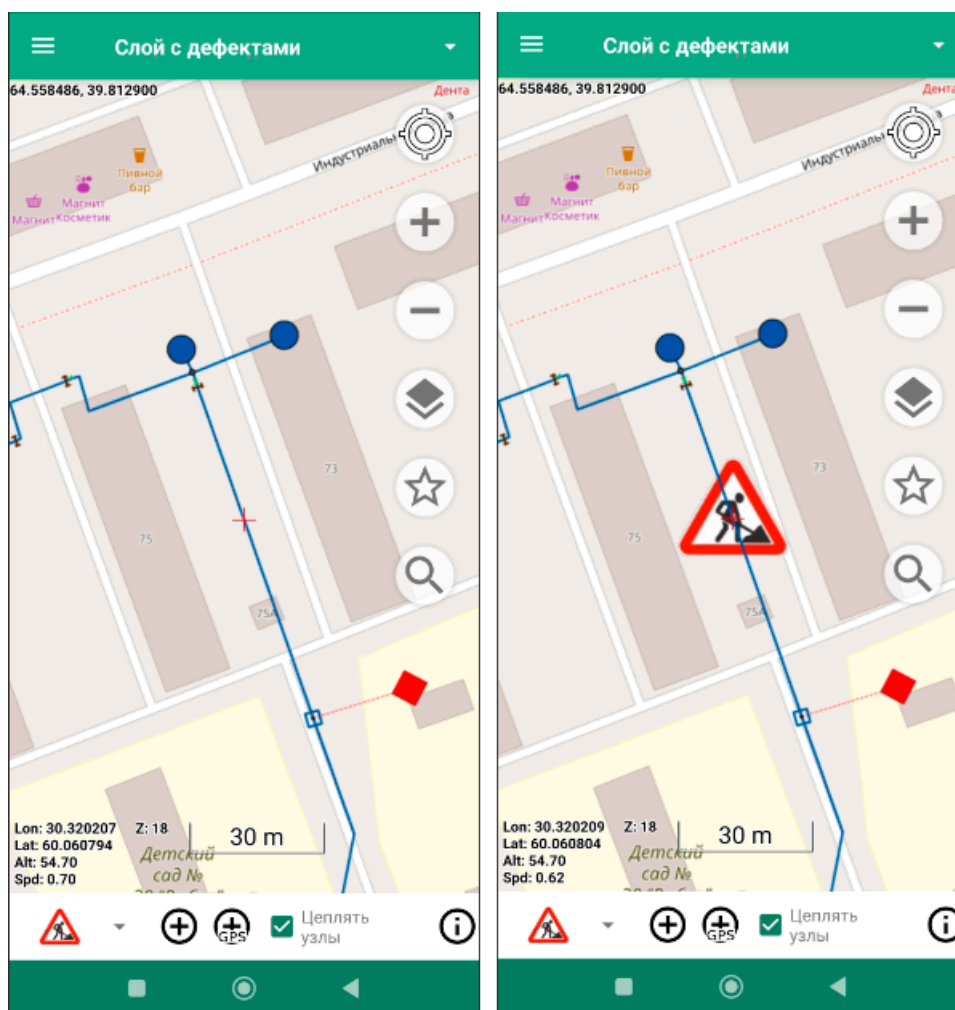 Слой с дефектами
64.558486, 39.812900
Дента
Индустриальный
Пивной
бар
Магнит
Косметик
Магнит
73
75
75А
Lon: 30.320207
Z: 18
Lat: 60.060794
Alt: 54.70
Spd: 0.70
30 m
Детский
сад №
Цеплять
узлы
GPS
Слой с дефектами
64.558486, 39.812900
Дента
Пивной
бар
Магнит
Косметик
Магнит
73
75
75А
Lon: 30.320209
Z: 18
Lat: 60.060804
Alt: 54.70
Spd: 0.62
30 m
Детский
сад №
GPS
Цеплять
узлы